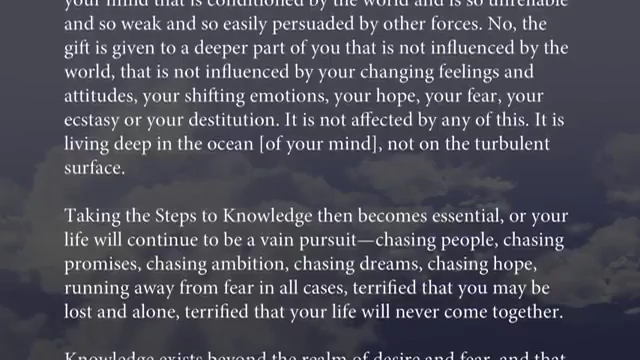 your mind that is conditioned by the world and is so unreliable
and so weak and so easily persuaded by other forces. No, the
gift is given to a deeper part of you that is not influenced by the
world, that is not influenced by your changing feelings and
attitudes, your shifting emotions, your hope, your fear, your
ecstasy or your destitution. It is not affected by any of this. It is
living deep in the ocean [of your mind], not on the turbulent
surface.
Taking the Steps to Knowledge then becomes essential, or your
life will continue to be a vain pursuit—chasing people, chasing
promises, chasing ambition, chasing dreams, chasing hope,
running away from fear in all cases, terrified that you may be
lost and alone, terrified that your life will never come together.
Knowledge exists beyond the realm of desire and fear, and that